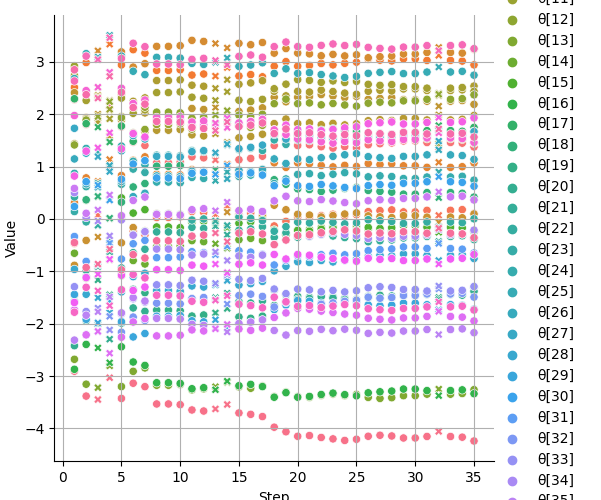 Value
3
2
1
0
−1
−2
−3
−4
0
5
10
15
20
25
30
35
Step
θ[11]
θ[12]
θ[13]
θ[14]
θ[15]
θ[16]
θ[17]
θ[18]
θ[19]
θ[20]
θ[21]
θ[22]
θ[23]
θ[24]
θ[25]
θ[26]
θ[27]
θ[28]
θ[29]
θ[30]
θ[31]
θ[32]
θ[33]
θ[34]
θ[35]